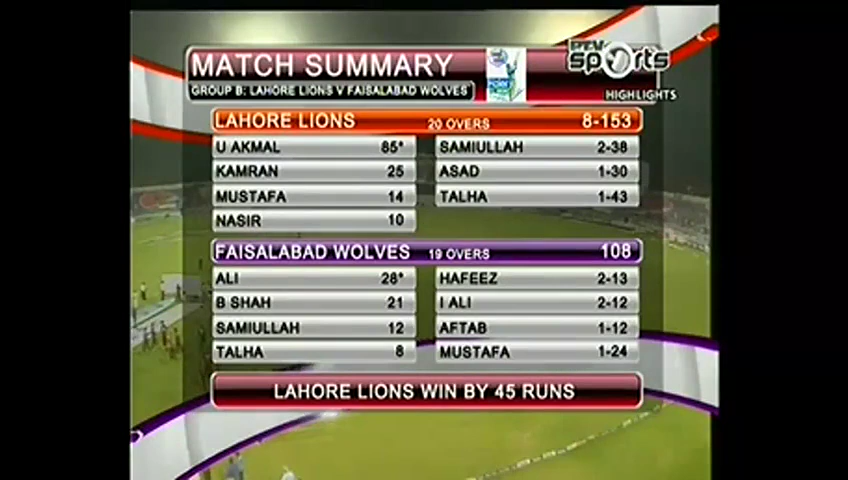 MATCH SUMMARY
PTV Sports
GROUP B: LAHORE LIONS V FAISALABAD WOLVES
HIGHLIGHTS
LAHORE LIONS 20 OVERS 8-153
U AKMAL 85* SAMIULLAH 2-38
KAMRAN 25 ASAD 1-30
MUSTAFA 14 TALHA 1-43
NASIR 10
FAISALABAD WOLVES 19 OVERS 108
ALI 28* HAFEEZ 2-13
B SHAH 21 I ALI 2-12
SAMIULLAH 12 AFTAB 1-12
TALHA 8 MUSTAFA 1-24
LAHORE LIONS WIN BY 45 RUNS